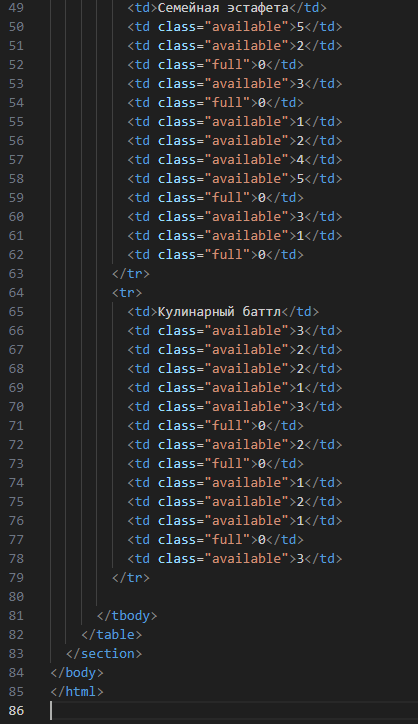 49 <td>Семейная эстафета</td>
50 <td class="available">5</td>
51 <td class="available">2</td>
52 <td class="full">0</td>
53 <td class="available">3</td>
54 <td class="full">0</td>
55 <td class="available">1</td>
56 <td class="available">2</td>
57 <td class="available">4</td>
58 <td class="available">5</td>
59 <td class="full">0</td>
60 <td class="available">3</td>
61 <td class="available">1</td>
62 <td class="full">0</td>
63 </tr>
64 <tr>
65 <td>Кулинарный баттл</td>
66 <td class="available">3</td>
67 <td class="available">2</td>
68 <td class="available">2</td>
69 <td class="available">1</td>
70 <td class="available">3</td>
71 <td class="full">0</td>
72 <td class="available">2</td>
73 <td class="full">0</td>
74 <td class="available">1</td>
75 <td class="available">2</td>
76 <td class="available">1</td>
77 <td class="full">0</td>
78 <td class="available">3</td>
79 </tr>
80
81 </tbody>
82 </table>
83 </section>
84 </body>
85 </html>
86